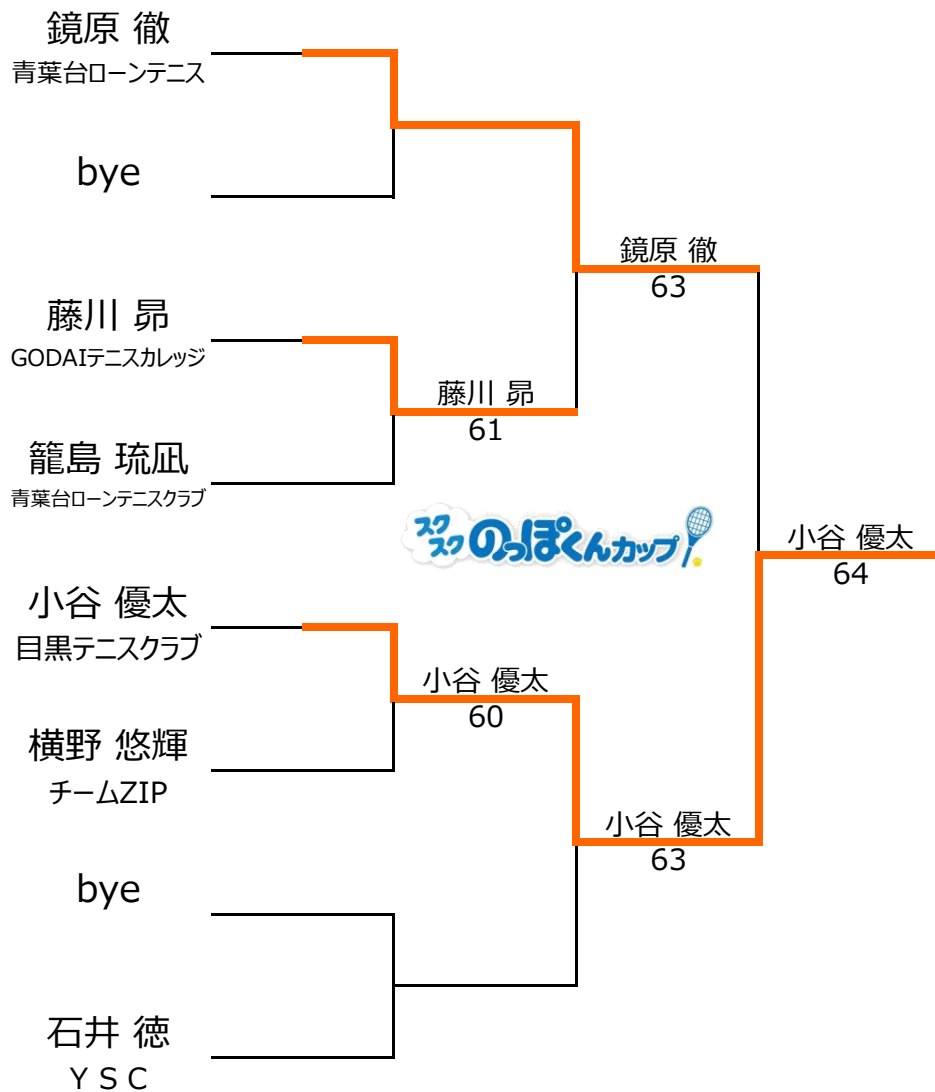 鏡原 徹
青葉台ローンテニス
bye
鏡原 徹
63
藤川 昴
GODAIテニスカレッジ
藤川 昴
61
籠島 琉凪
青葉台ローンテニスクラブ
スクスクのっぽくんカップ
小谷 優太
64
小谷 優太
目黒テニスクラブ
小谷 優太
60
横野 悠輝
チームZIP
小谷 優太
63
bye
石井 徳
ＹＳＣ